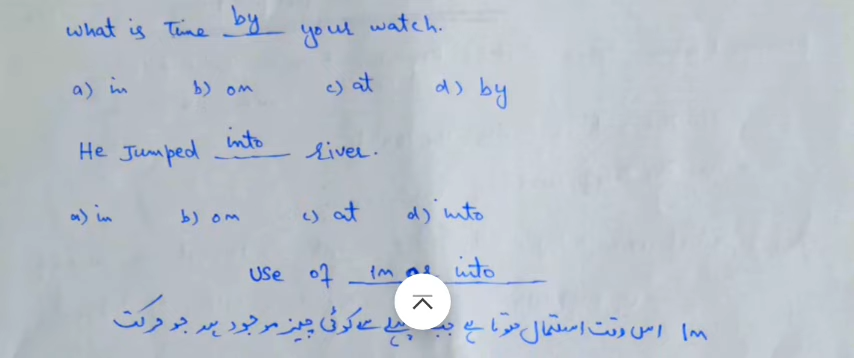 what is Time by your watch.
a) in b) on c) at d) by
He Jumped into river.
a) in b) on c) at d) into
use of In or into
In اس وقت استعمال ہوتا ہے جب پہلے سے کوئی چیز موجود ہو جو حرکت